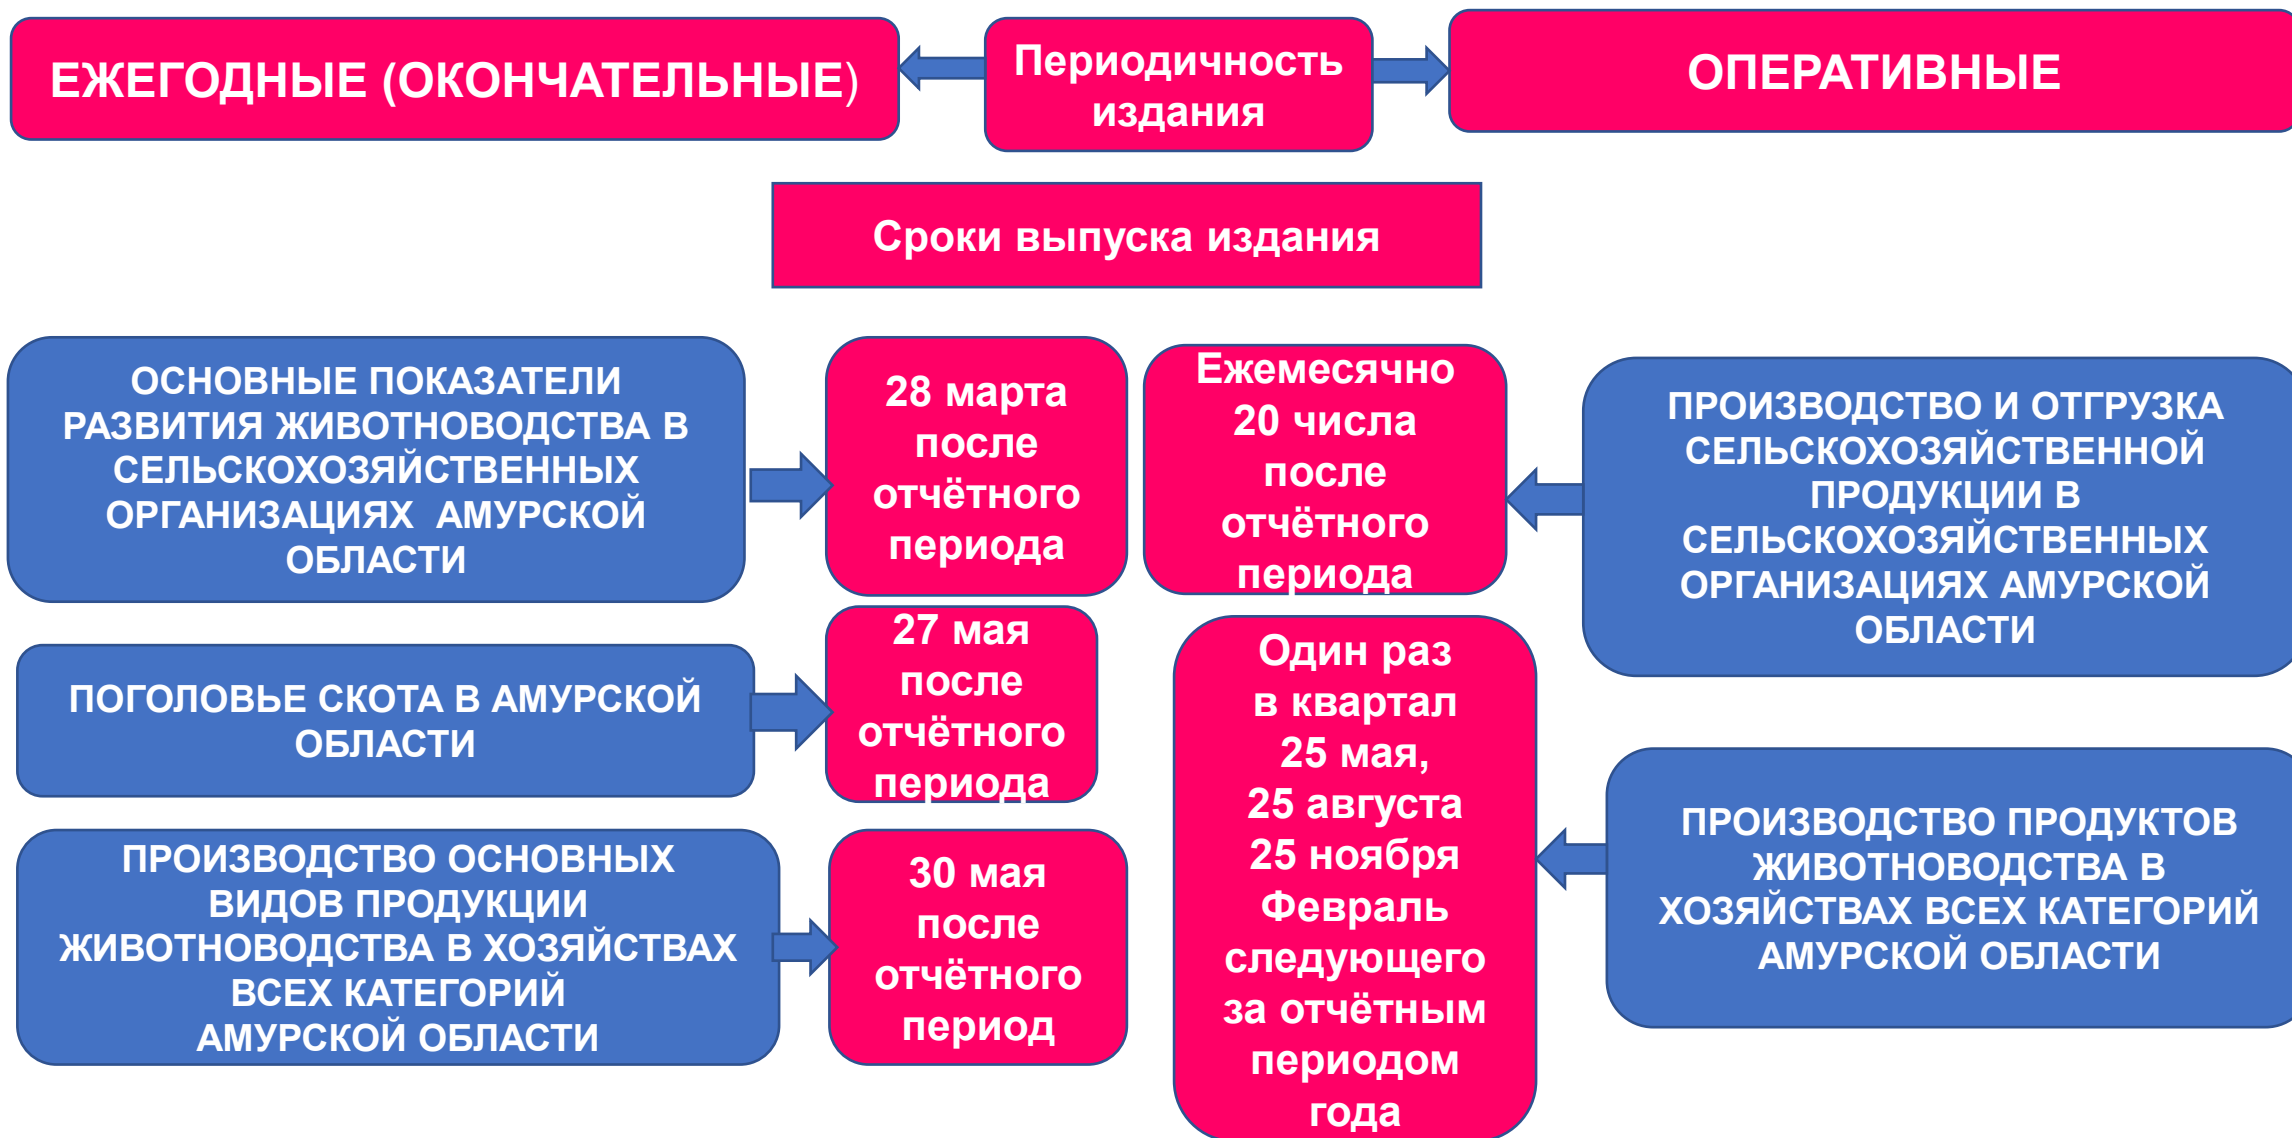 ЕЖЕГОДНЫЕ (ОКОНЧАТЕЛЬНЫЕ)
Периодичность
издания
ОПЕРАТИВНЫЕ
Сроки выпуска издания
ОСНОВНЫЕ ПОКАЗАТЕЛИ
РАЗВИТИЯ ЖИВОТНОВОДСТВА В
СЕЛЬСКОХОЗЯЙСТВЕННЫХ
ОРГАНИЗАЦИЯХ АМУРСКОЙ
ОБЛАСТИ
28 марта
после
отчётного
периода
Ежемесячно
20 числа
после
отчётного
периода
ПРОИЗВОДСТВО И ОТГРУЗКА
СЕЛЬСКОХОЗЯЙСТВЕННОЙ
ПРОДУКЦИИ В
СЕЛЬСКОХОЗЯЙСТВЕННЫХ
ОРГАНИЗАЦИЯХ АМУРСКОЙ
ОБЛАСТИ
ПОГОЛОВЬЕ СКОТА В АМУРСКОЙ
ОБЛАСТИ
27 мая
после
отчётного
периода
Один раз
в квартал
25 мая,
25 августа
25 ноября
Февраль
следующего
за отчётным
периодом
года
ПРОИЗВОДСТВО ПРОДУКТОВ
ЖИВОТНОВОДСТВА В
ХОЗЯЙСТВАХ ВСЕХ КАТЕГОРИЙ
АМУРСКОЙ ОБЛАСТИ
ПРОИЗВОДСТВО ОСНОВНЫХ
ВИДОВ ПРОДУКЦИИ
ЖИВОТНОВОДСТВА В ХОЗЯЙСТВАХ
ВСЕХ КАТЕГОРИЙ
АМУРСКОЙ ОБЛАСТИ
30 мая
после
отчётного
период